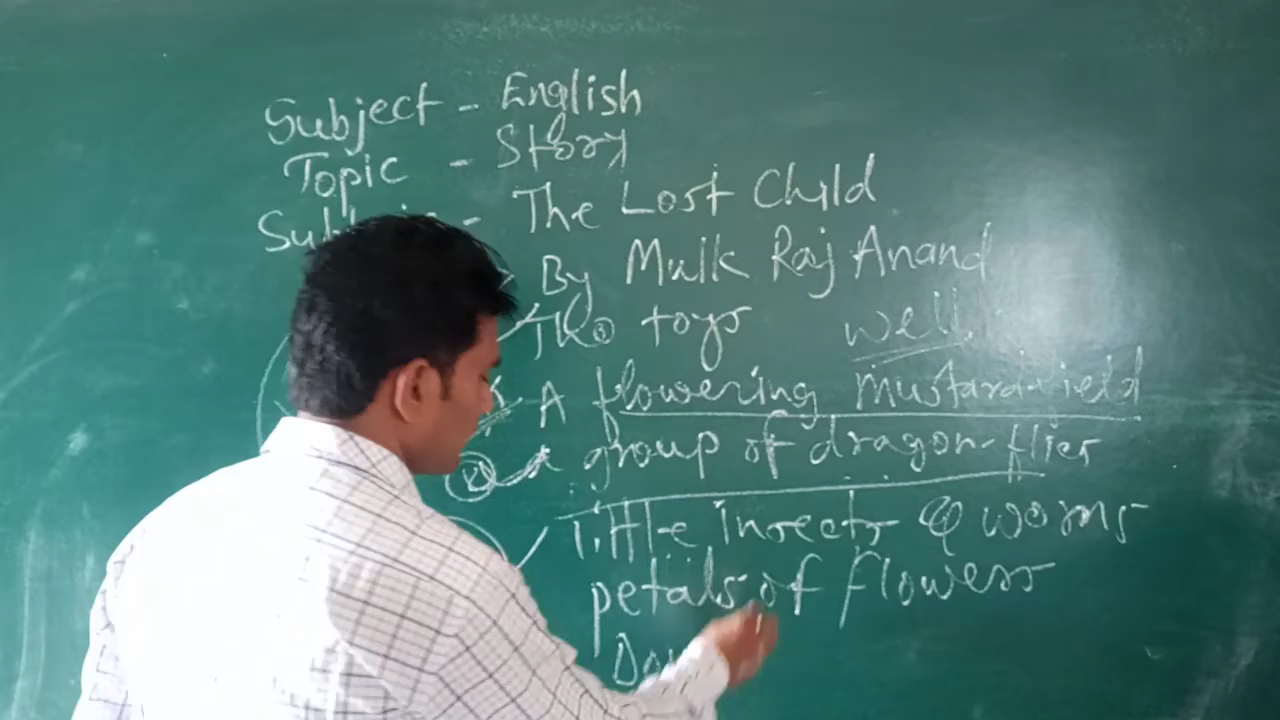 Subject - English
Topic - Story
- The Lost Child
By Mulk Raj Anand
The toys well.
A flowering mustard-field
A group of dragon-flies
Little insects & worms
petals of flowers